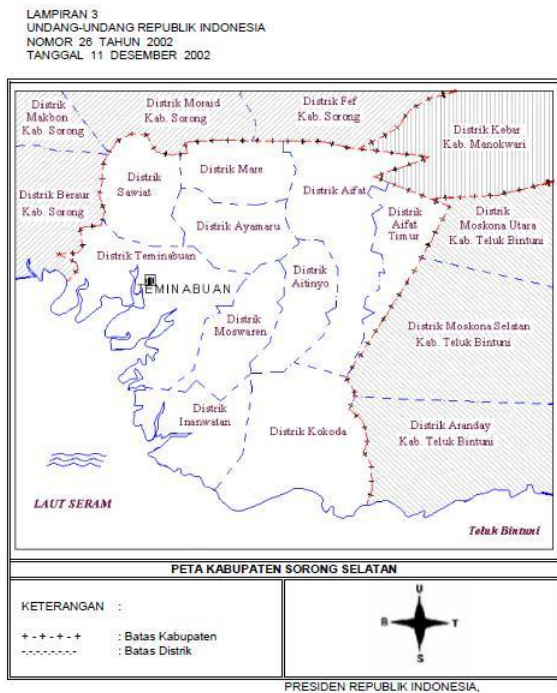 LAMPIRAN 3
UNDANG-UNDANG REPUBLIK INDONESIA
NOMOR 26 TAHUN 2002
TANGGAL 11 DESEMBER 2002
Distrik
Makbon
Kab. Sorong
Distrik Moraid
Kab. Sorong
Distrik Fef
Kab. Sorong
Distrik Kebar
Kab. Manokwari
Distrik Beraur
Kab. Sorong
Distrik
Sawiat
Distrik Mare
Distrik Aifat
Distrik Ayamaru
Distrik
Aifat
Timur
Distrik
Moskona Utara
Kab. Teluk Bintuni
Distrik Teminabuan
TEMINABUAN
Distrik
Aitinyo
Distrik
Moswaren
Distrik Moskona Selatan
Kab. Teluk Bintuni
Distrik
Inanwatan
Distrik Kokoda
Distrik Aranday
Kab. Teluk Bintuni
LAUT SERAM
Teluk Bintuni
PETA KABUPATEN SORONG SELATAN
KETERANGAN :
+ - + - + - + : Batas Kabupaten
-.-.-.-.-.-.-.- : Batas Distrik
U
B T
S
PRESIDEN REPUBLIK INDONESIA,